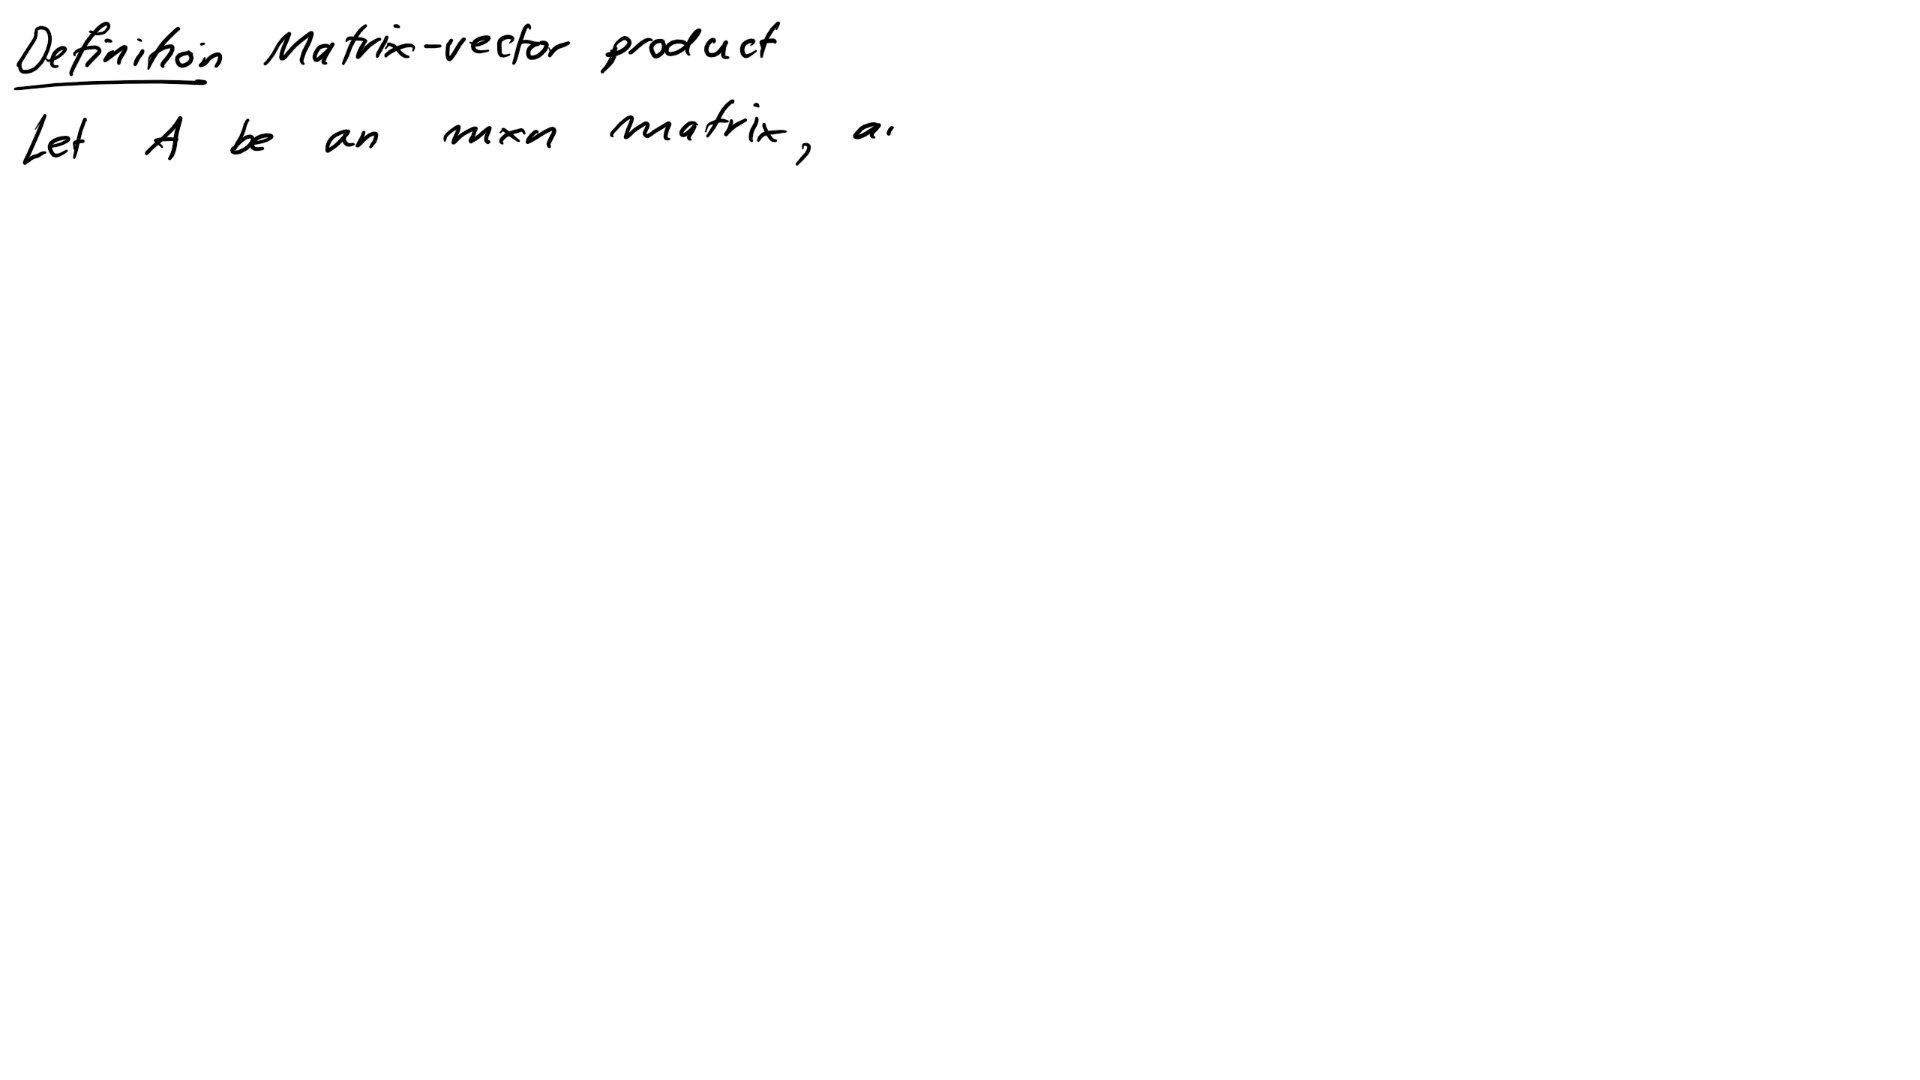 Definition Matrix-vector product
Let A be an m×n matrix, a